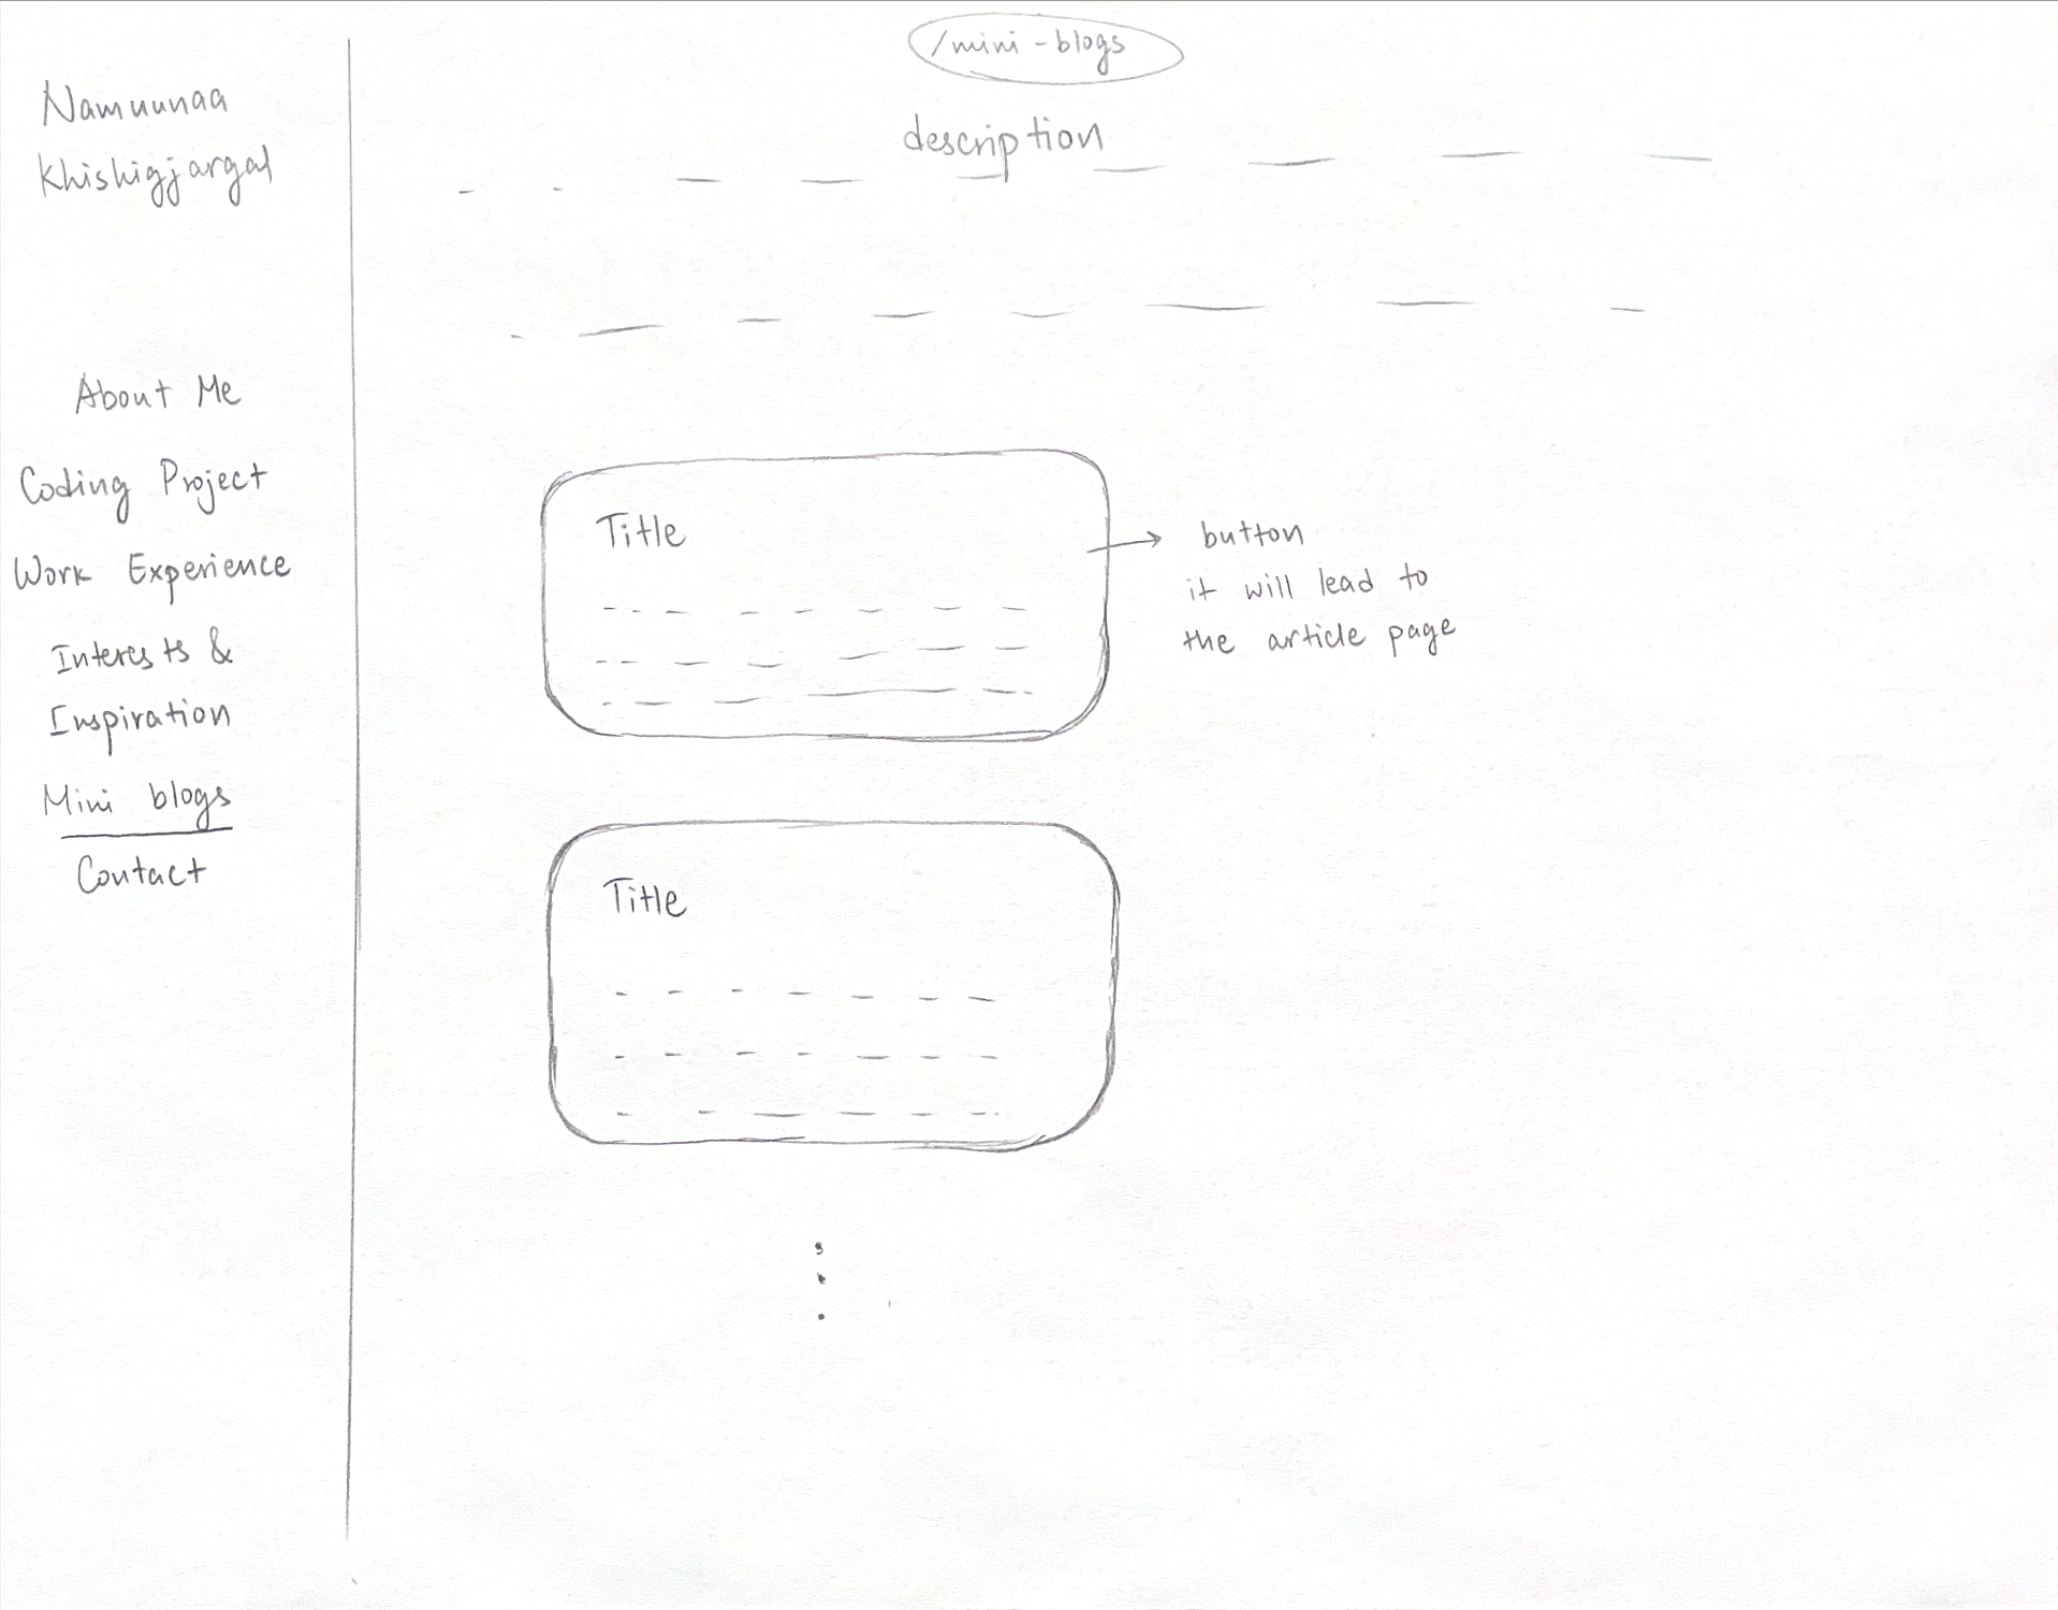 /mini-blogs
Namuunaa
Khishigjargal
description
About Me
Coding Project
Work Experience
Interests &
Inspiration
Mini blogs
Contact
Title
button
it will lead to
the article page
Title